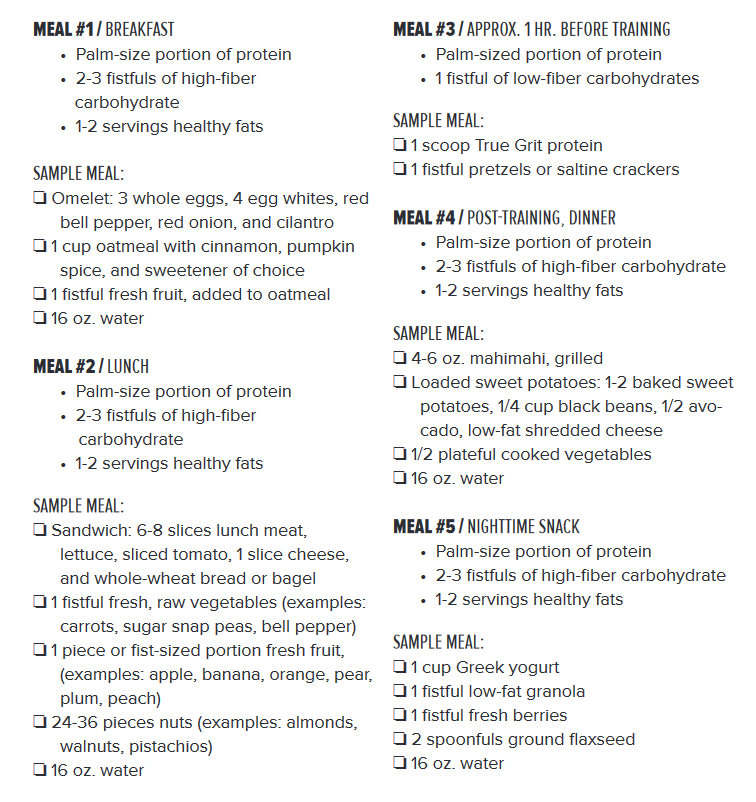 MEAL #1 / BREAKFAST
• Palm-size portion of protein
• 2-3 fistfuls of high-fiber
carbohydrate
• 1-2 servings healthy fats
SAMPLE MEAL:
❏ Omelet: 3 whole eggs, 4 egg whites, red
bell pepper, red onion, and cilantro
❏ 1 cup oatmeal with cinnamon, pumpkin
spice, and sweetener of choice
❏ 1 fistful fresh fruit, added to oatmeal
❏ 16 oz. water
MEAL #2 / LUNCH
• Palm-size portion of protein
• 2-3 fistfuls of high-fiber
carbohydrate
• 1-2 servings healthy fats
SAMPLE MEAL:
❏ Sandwich: 6-8 slices lunch meat,
lettuce, sliced tomato, 1 slice cheese,
and whole-wheat bread or bagel
❏ 1 fistful fresh, raw vegetables (examples:
carrots, sugar snap peas, bell pepper)
❏ 1 piece or fist-sized portion fresh fruit,
(examples: apple, banana, orange, pear,
plum, peach)
❏ 24-36 pieces nuts (examples: almonds,
walnuts, pistachios)
❏ 16 oz. water
MEAL #3 / APPROX. 1 HR. BEFORE TRAINING
• Palm-sized portion of protein
• 1 fistful of low-fiber carbohydrates
SAMPLE MEAL:
❏ 1 scoop True Grit protein
❏ 1 fistful pretzels or saltine crackers
MEAL #4 / POST-TRAINING, DINNER
• Palm-size portion of protein
• 2-3 fistfuls of high-fiber carbohydrate
• 1-2 servings healthy fats
SAMPLE MEAL:
❏ 4-6 oz. mahimahi, grilled
❏ Loaded sweet potatoes: 1-2 baked sweet
potatoes, 1/4 cup black beans, 1/2 avo-
cado, low-fat shredded cheese
❏ 1/2 plateful cooked vegetables
❏ 16 oz. water
MEAL #5 / NIGHTTIME SNACK
• Palm-size portion of protein
• 2-3 fistfuls of high-fiber carbohydrate
• 1-2 servings healthy fats
SAMPLE MEAL:
❏ 1 cup Greek yogurt
❏ 1 fistful low-fat granola
❏ 1 fistful fresh berries
❏ 2 spoonfuls ground flaxseed
❏ 16 oz. water